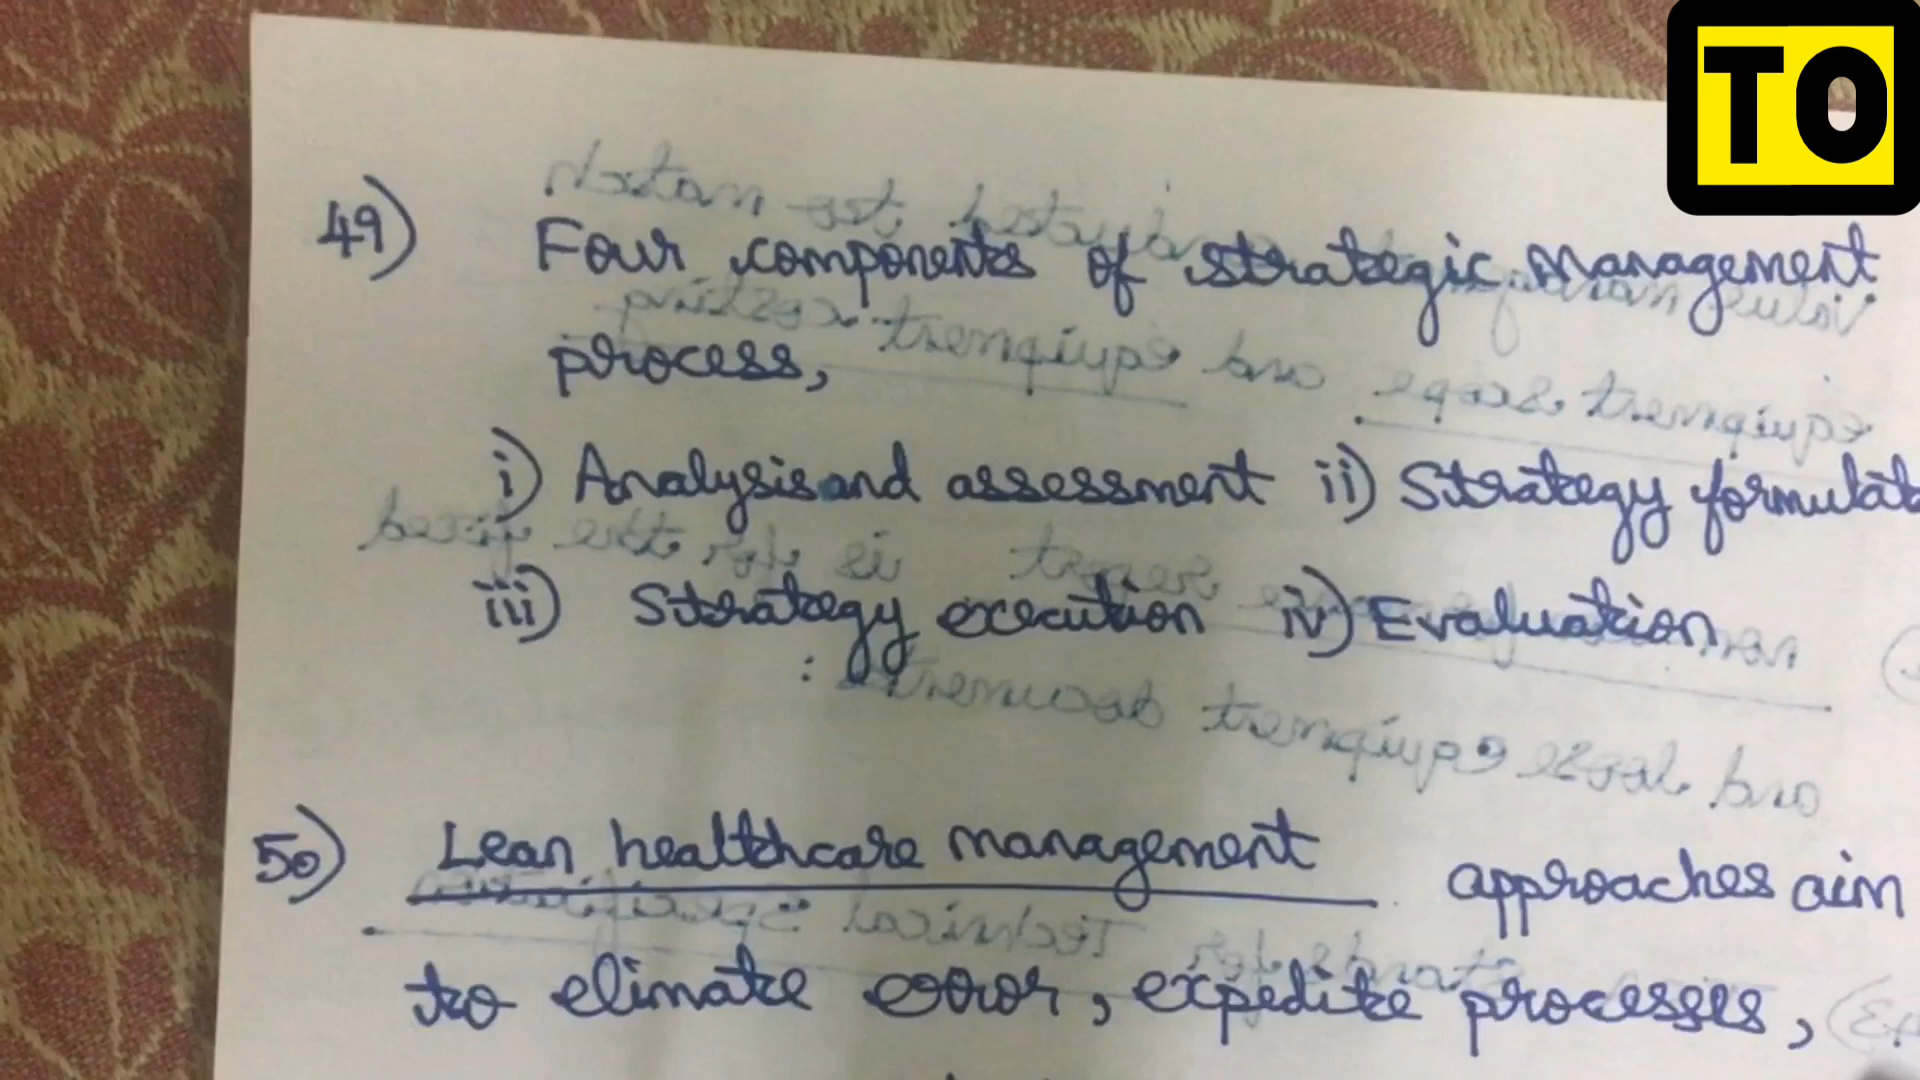 TO
49) Four components of strategic management
process,
i) Analysis and assessment ii) Strategy formulat
iii) Strategy execution iv) Evaluation
50) Lean healthcare management approaches aim
to elimate error, expedite processes,